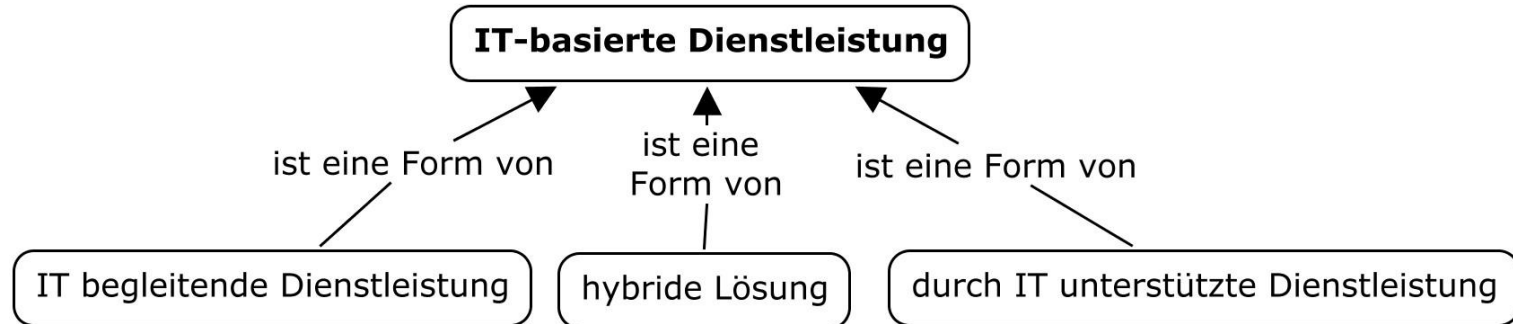 IT-basierte Dienstleistung
ist eine Form von
ist eine
Form von
ist eine Form von
IT begleitende Dienstleistung
hybride Lösung
durch IT unterstützte Dienstleistung